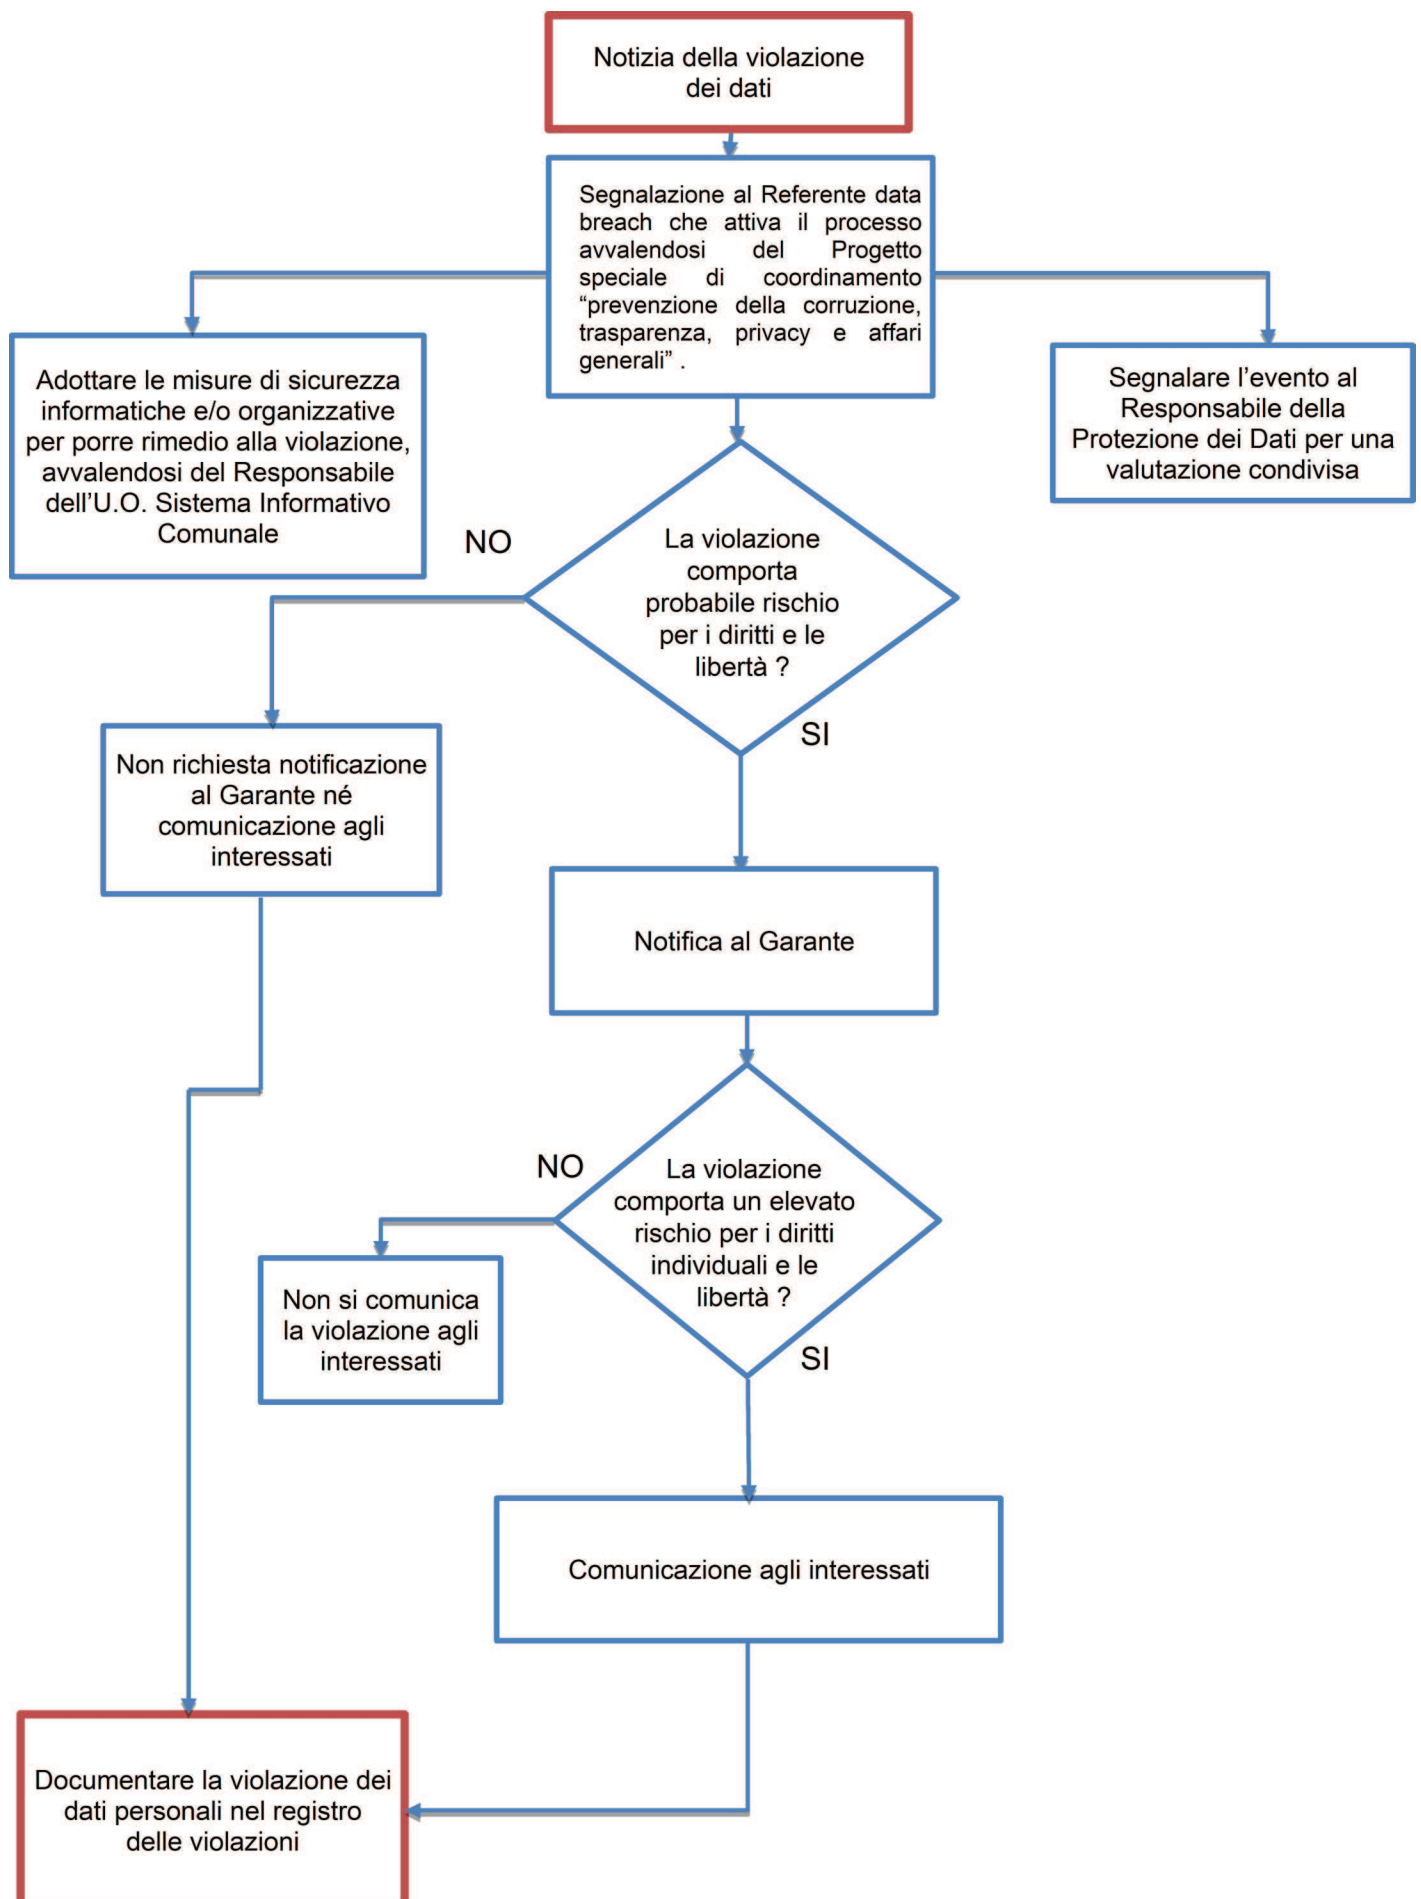 Notizia della violazione
dei dati
Segnalazione al Referente data
breach che attiva il processo
avvalendosi del Progetto
speciale di coordinamento
“prevenzione della corruzione,
trasparenza, privacy e affari
generali” .
Adottare le misure di sicurezza
informatiche e/o organizzative
per porre rimedio alla violazione,
avvalendosi del Responsabile
dell’U.O. Sistema Informativo
Comunale
Segnalare l’evento al
Responsabile della
Protezione dei Dati per una
valutazione condivisa
NO
La violazione
comporta
probabile rischio
per i diritti e le
libertà ?
SI
Non richiesta notificazione
al Garante né
comunicazione agli
interessati
Notifica al Garante
NO
La violazione
comporta un elevato
rischio per i diritti
individuali e le
libertà ?
SI
Non si comunica
la violazione agli
interessati
Comunicazione agli interessati
Documentare la violazione dei
dati personali nel registro
delle violazioni